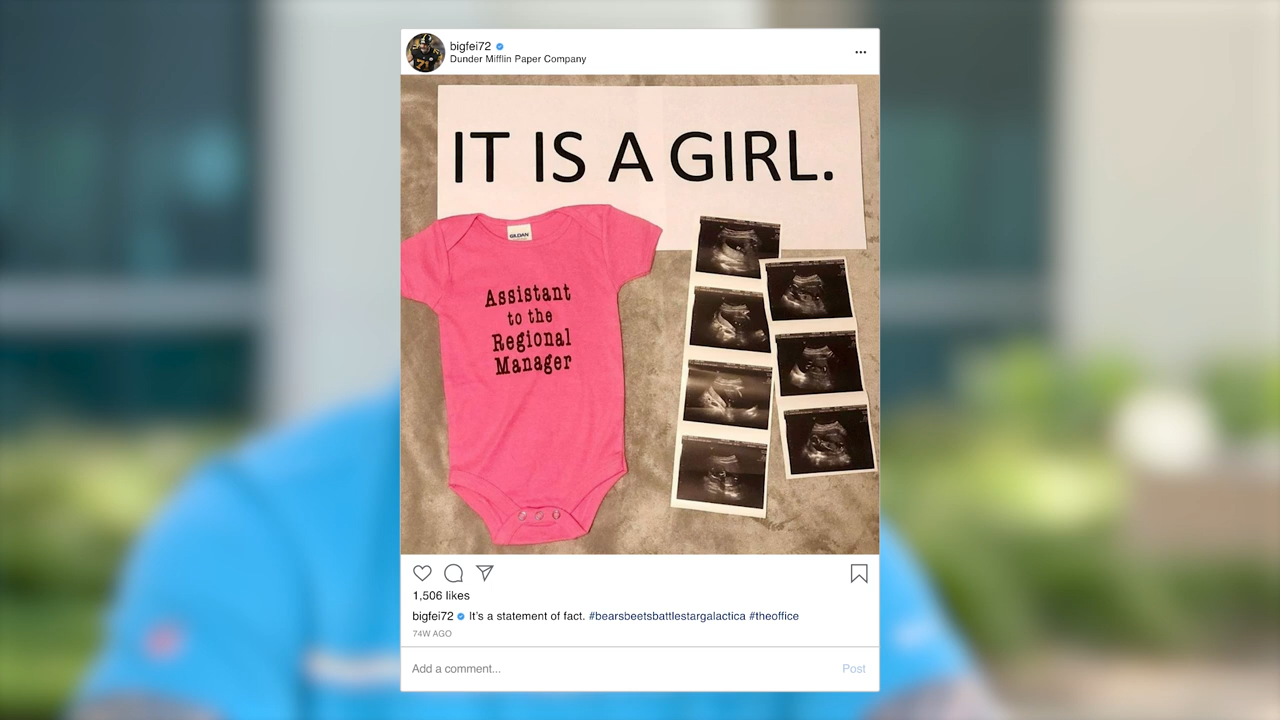 bigfei72
Dunder Mifflin Paper Company
IT IS A GIRL.
GILDAN
Assistant
to the
Regional
Manager
1,506 likes
bigfei72 It's a statement of fact. #bearsbeetsbattlestargalactica #theoffice
74W AGO
Add a comment... Post